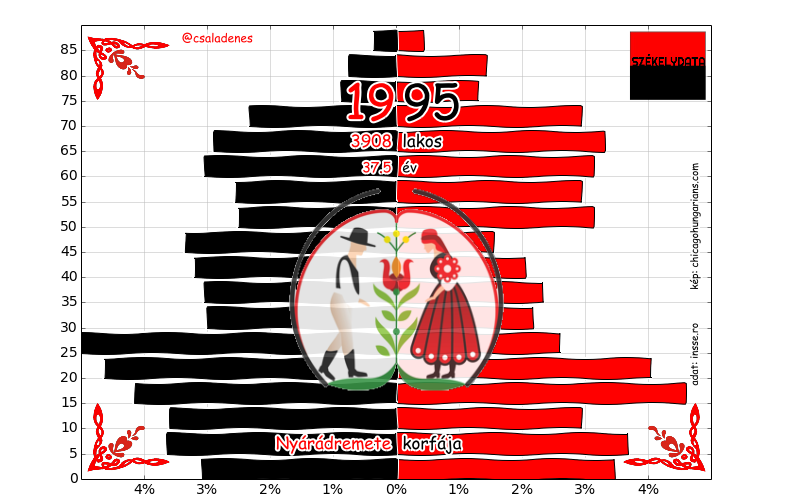 @csaladenes
SZÉKELYDATA
1995
3908 lakos
37.5 év
kép: chicagohungarians.com
adat: insse.ro
Nyárádremete korfája
85
80
75
70
65
60
55
50
45
40
35
30
25
20
15
10
5
0
4% 3% 2% 1% 0% 1% 2% 3% 4%